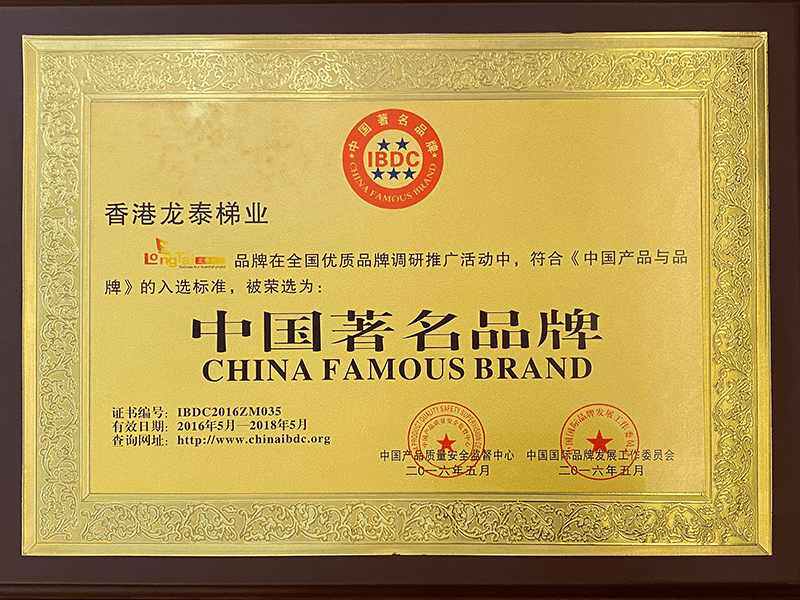 中国著名品牌
IBDC
CHINA FAMOUS BRAND
香港龙泰梯业
LongTai 品牌在全国优质品牌调研推广活动中，符合《中国产品与品
牌》的入选标准，被荣选为：
中国著名品牌
CHINA FAMOUS BRAND
证书编号：IBDC2016ZM035
有效日期：2016年5月—2018年5月
查询网址：http://www.chinaibdc.org
中国产品质量安全监督中心
二〇一六年五月
中国国际品牌发展工作委员会
二〇一六年五月